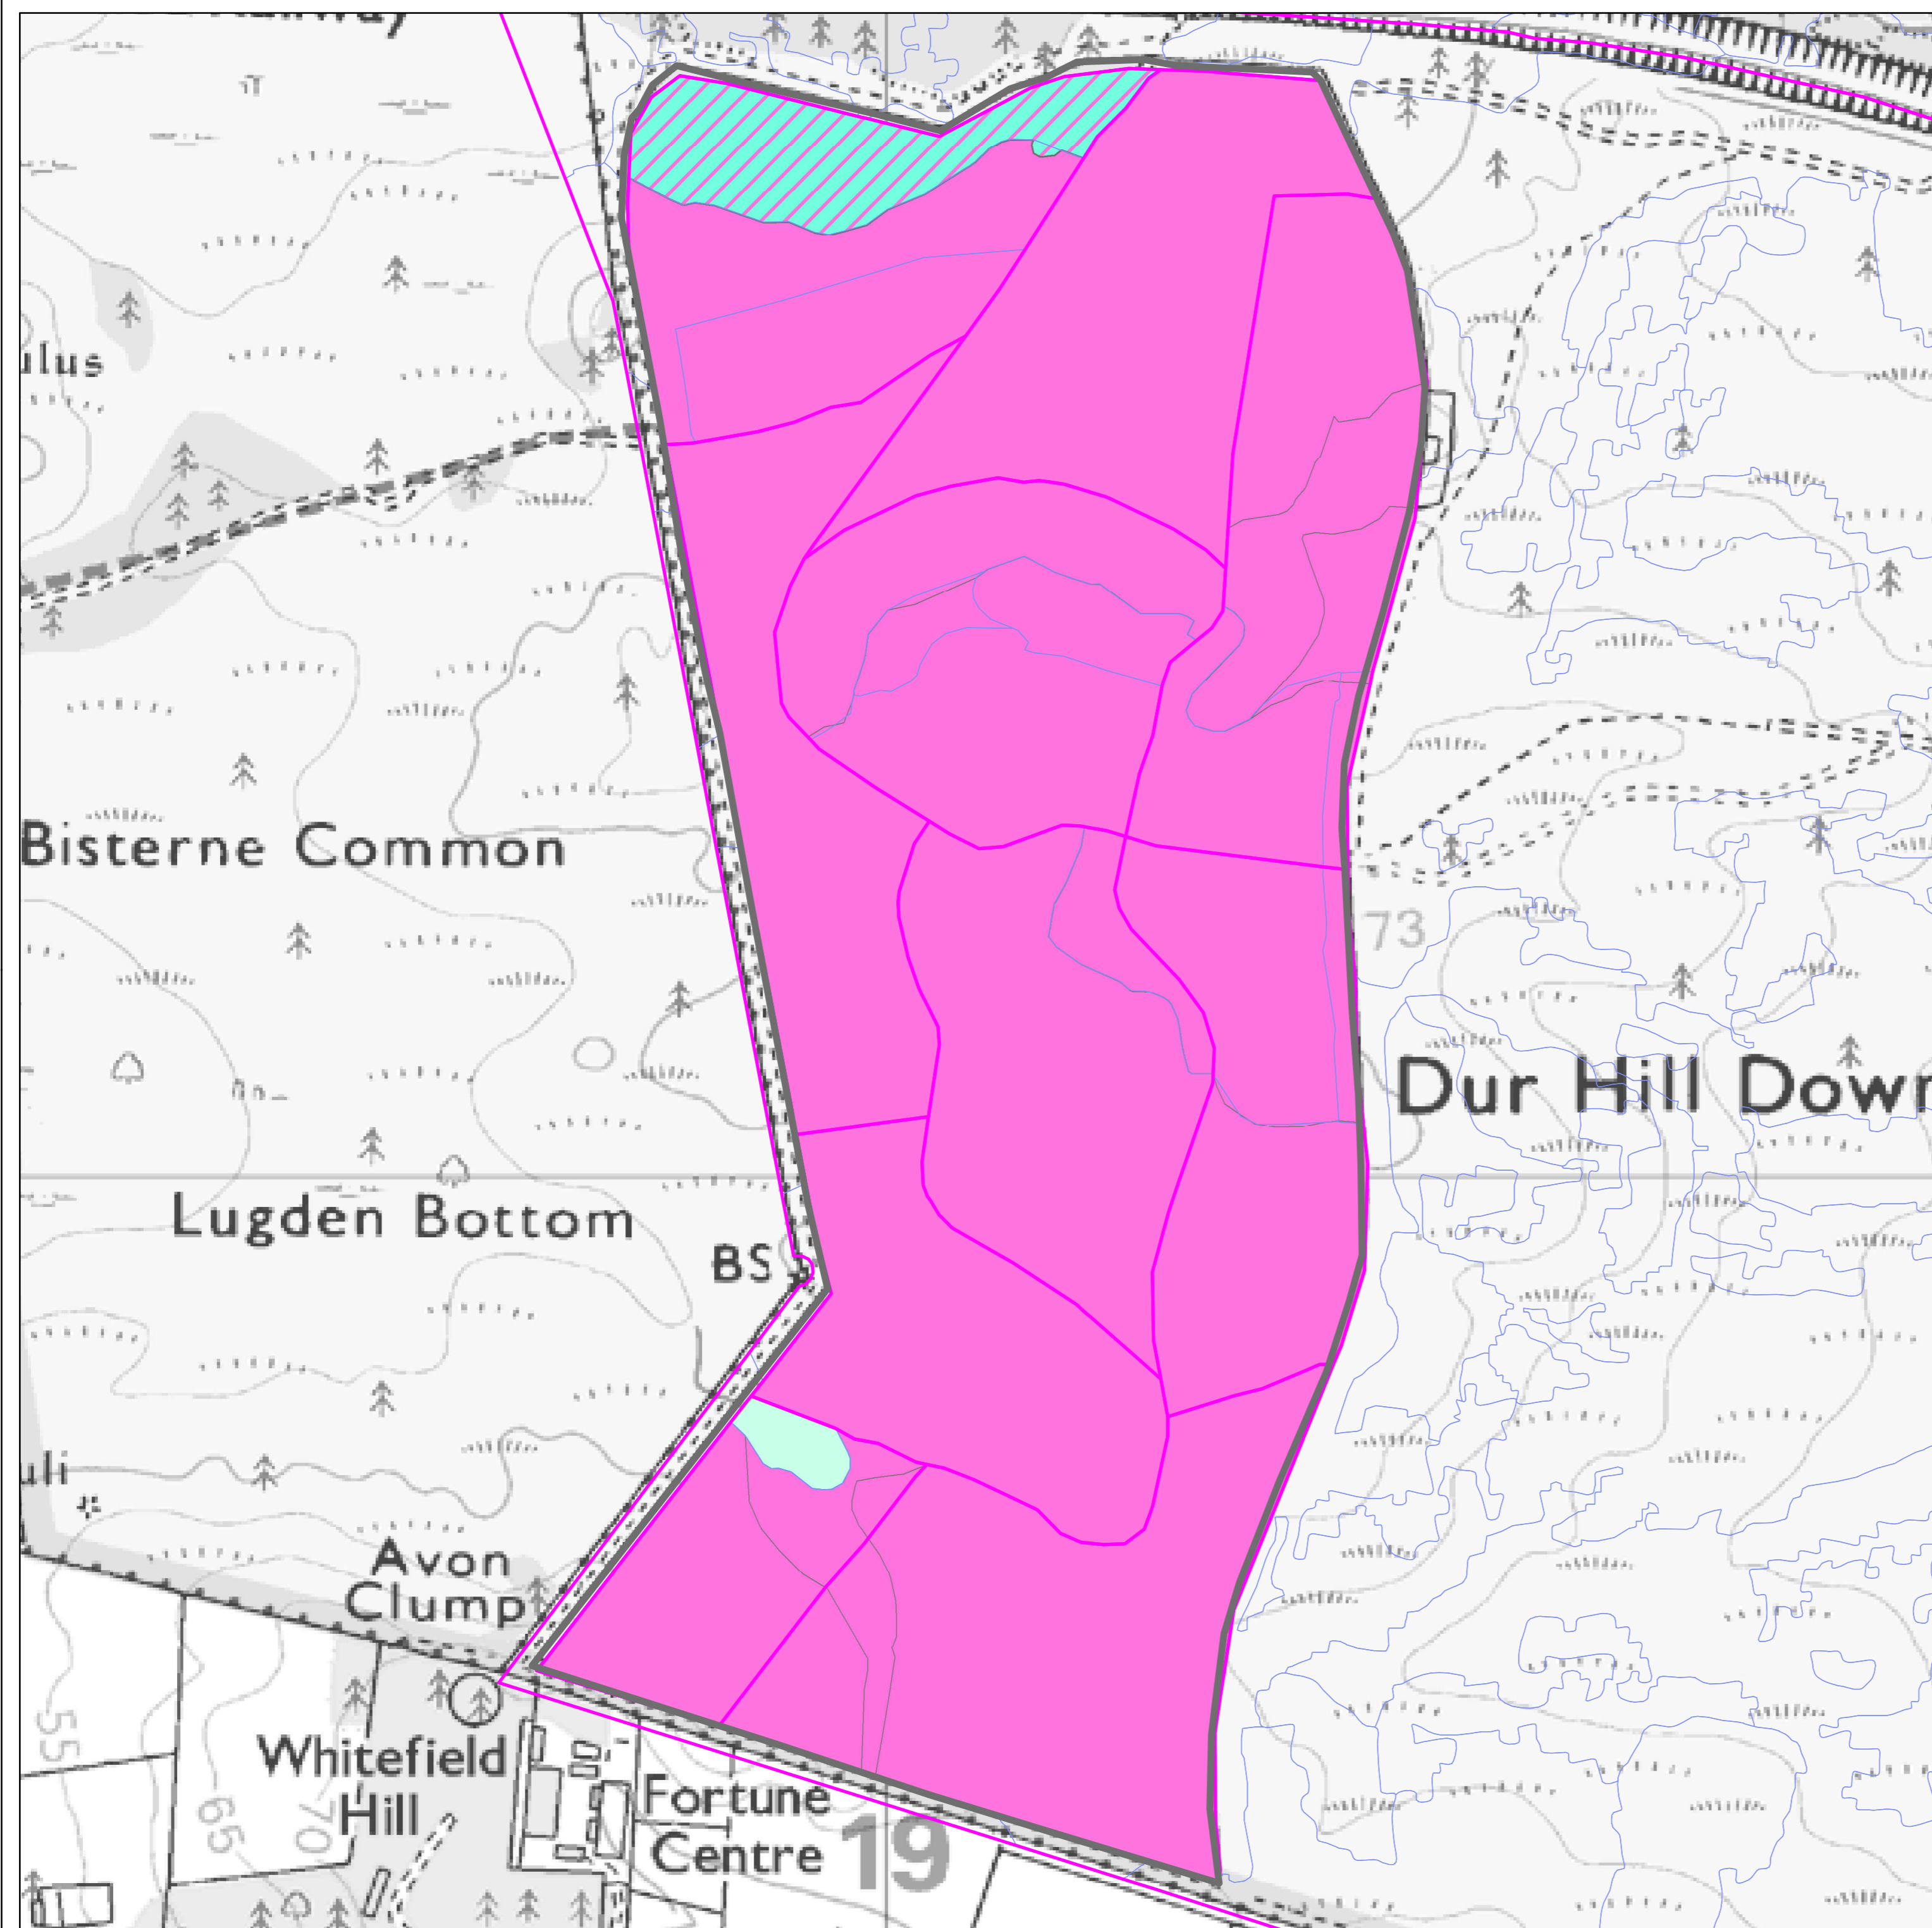 ulus
Bisterne Common
73
Dur Hill Down
Lugden Bottom
BS
uli
Avon
Clump
Whitefield
Hill
Fortune
Centre
19
55
65
70